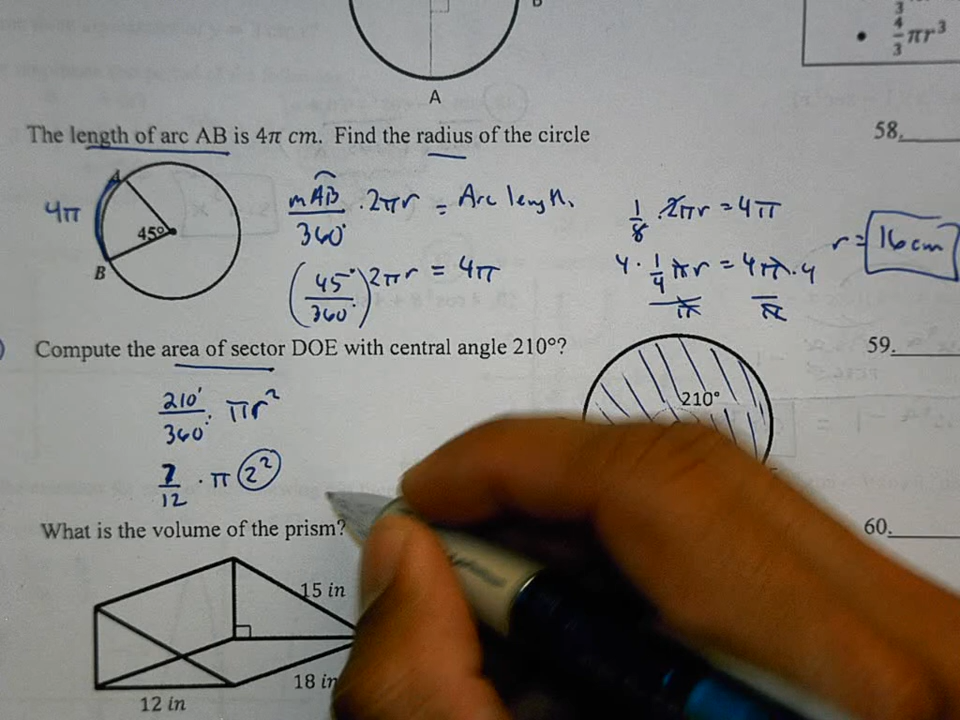 A
4/3 πr³
The length of arc AB is 4π cm. Find the radius of the circle
58.
4π
A
45°
B
mAB/360° · 2πr = Arc length.
(45°/360°) 2πr = 4π
1/8 · 2πr = 4π
4 · 1/4 πr = 4π · 4
π π
r = 16 cm
Compute the area of sector DOE with central angle 210°?
59.
210°/360° · πr²
210°
7/12 · π 2²
What is the volume of the prism?
60.
15 in
18 in
12 in